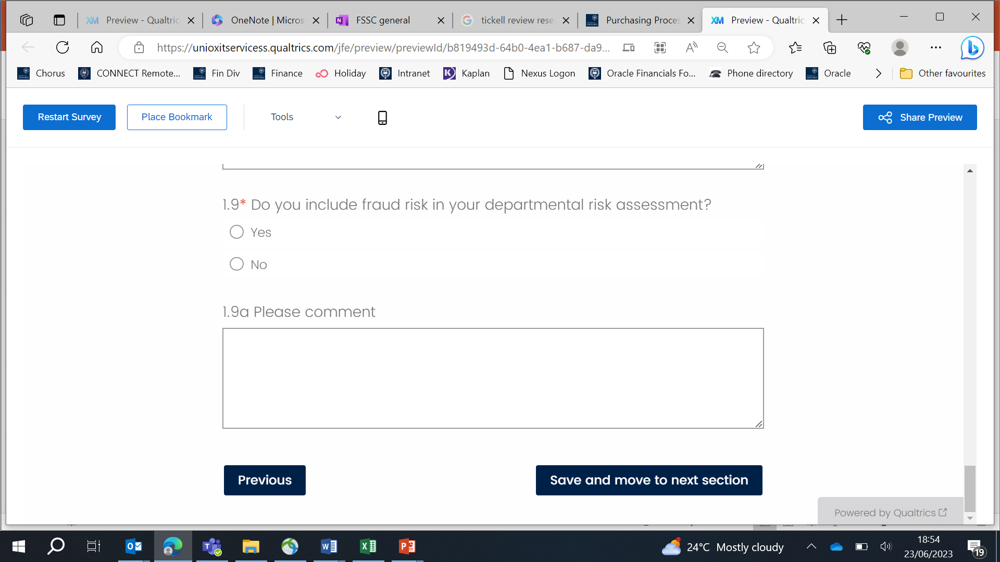 Preview - Qualtric
OneNote | Micros
FSSC general
tickell review rese
Purchasing Proces
Preview - Qualtric
https://unioxitservicess.qualtrics.com/jfe/preview/previewId/b819493d-64b0-4ea1-b687-da9...
Chorus
CONNECT Remote...
Fin Div
Finance
Holiday
Intranet
Kaplan
Nexus Logon
Oracle Financials Fo...
Phone directory
Oracle
Other favourites
Restart Survey
Place Bookmark
Tools
Share Preview
1.9* Do you include fraud risk in your departmental risk assessment?
Yes
No
1.9a Please comment
Previous
Save and move to next section
Powered by Qualtrics
24°C Mostly cloudy
18:54
23/06/2023
19